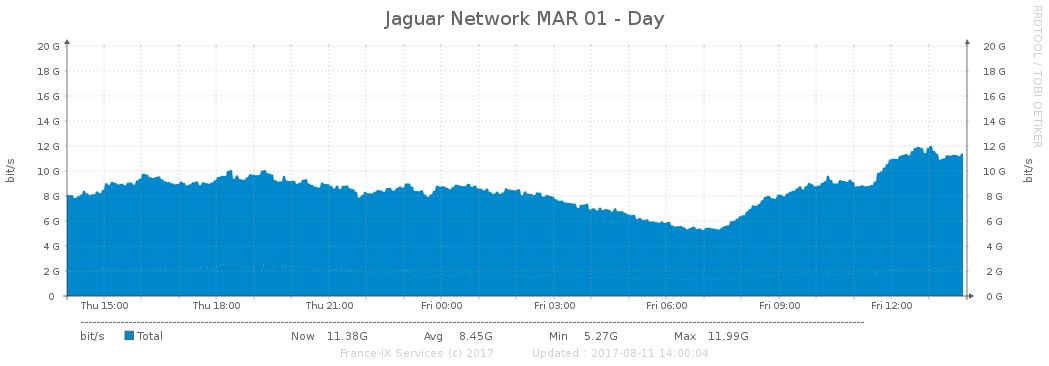 Jaguar Network MAR 01 - Day
RRDTOOL / TOBI OETIKER
bit/s
20 G 20 G
18 G 18 G
16 G 16 G
14 G 14 G
12 G 12 G
10 G 10 G
8 G 8 G
6 G 6 G
4 G 4 G
2 G 2 G
0 0 G
bit/s
Thu 15:00 Thu 18:00 Thu 21:00 Fri 00:00 Fri 03:00 Fri 06:00 Fri 09:00 Fri 12:00
bit/s Total Now 11.38G Avg 8.45G Min 5.27G Max 11.99G
France-IX Services (c) 2017 Updated : 2017-08-11 14:00:04